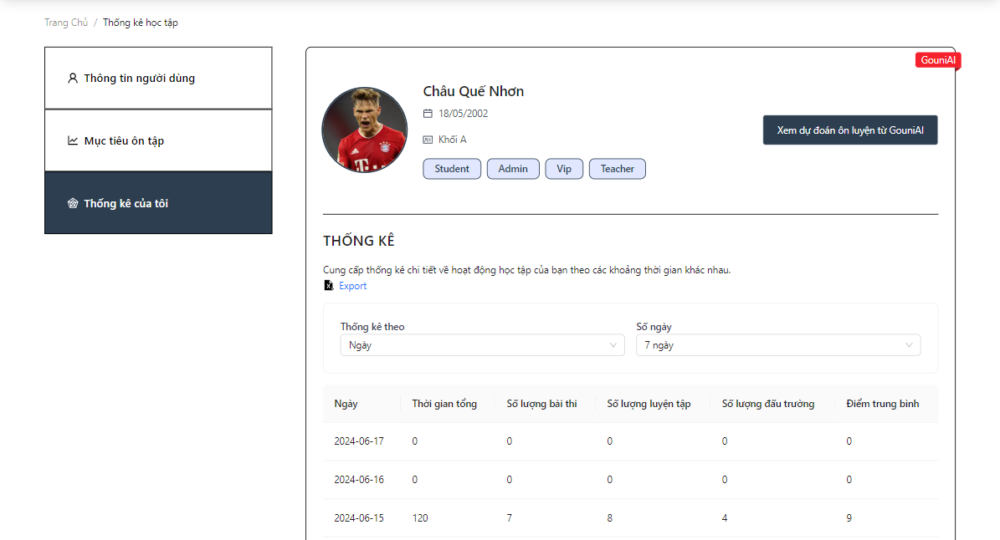 Trang Chủ / Thống kê học tập
Thông tin người dùng
Mục tiêu ôn tập
Thống kê của tôi
GouniAI
Châu Quế Nhơn
18/05/2002
Khối A
Student Admin Vip Teacher
Xem dự đoán ôn luyện từ GouniAI
THỐNG KÊ
Cung cấp thống kê chi tiết về hoạt động học tập của bạn theo các khoảng thời gian khác nhau.
Export
Thống kê theo Số ngày
Ngày 7 ngày
Ngày Thời gian tổng Số lượng bài thi Số lượng luyện tập Số lượng đấu trường Điểm trung bình
2024-06-17 0 0 0 0 0
2024-06-16 0 0 0 0 0
2024-06-15 120 7 8 4 9